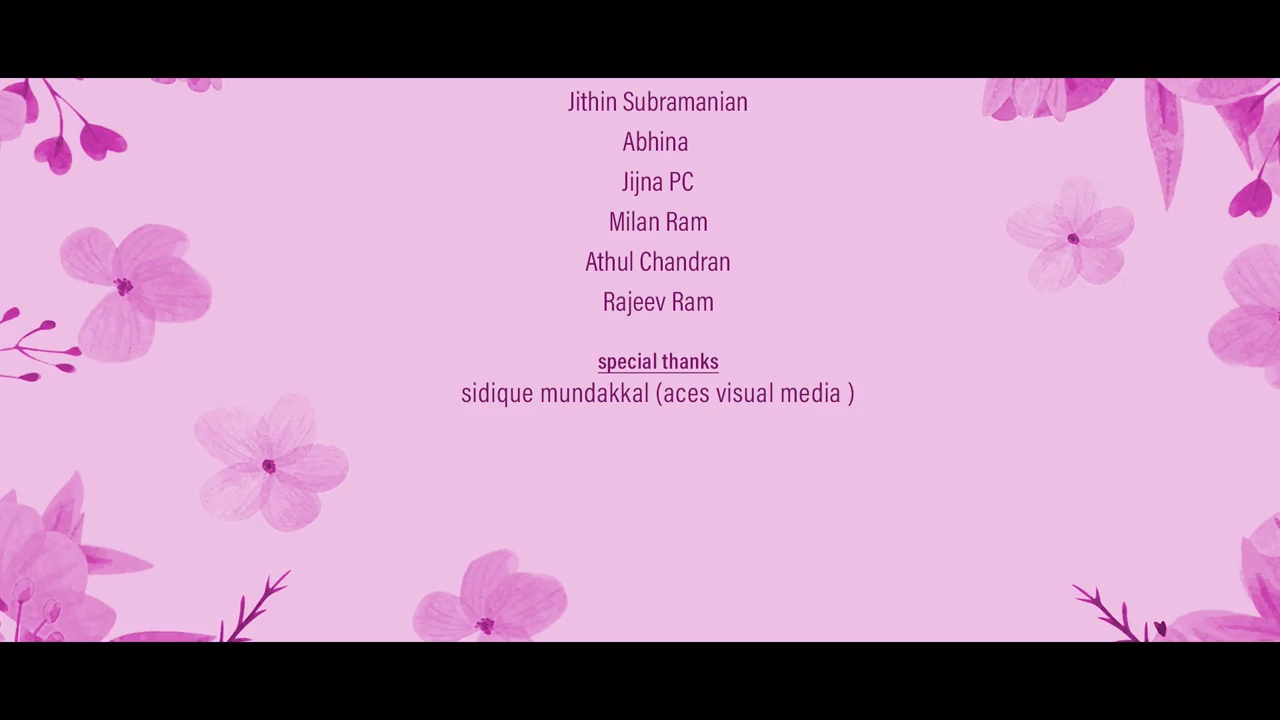 Jithin Subramanian
Abhina
Jijna PC
Milan Ram
Athul Chandran
Rajeev Ram
special thanks
sidique mundakkal (aces visual media )